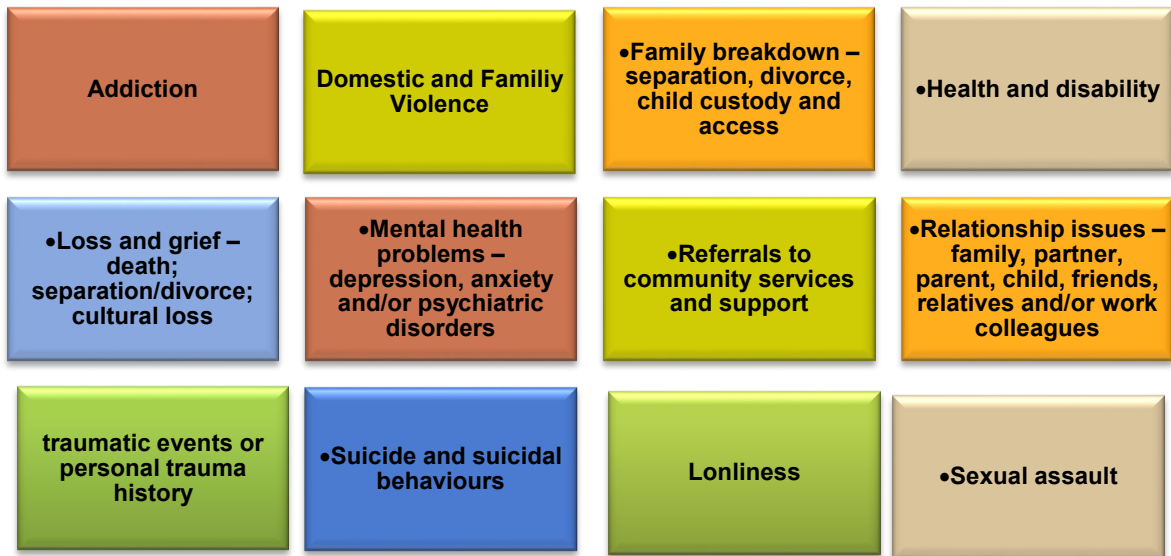 Addiction
Domestic and Familiy
Violence
•Family breakdown –
separation, divorce,
child custody and
access
•Health and disability
•Loss and grief –
death;
separation/divorce;
cultural loss
•Mental health
problems –
depression, anxiety
and/or psychiatric
disorders
•Referrals to
community services
and support
•Relationship issues –
family, partner,
parent, child, friends,
relatives and/or work
colleagues
traumatic events or
personal trauma
history
•Suicide and suicidal
behaviours
Lonliness
•Sexual assault